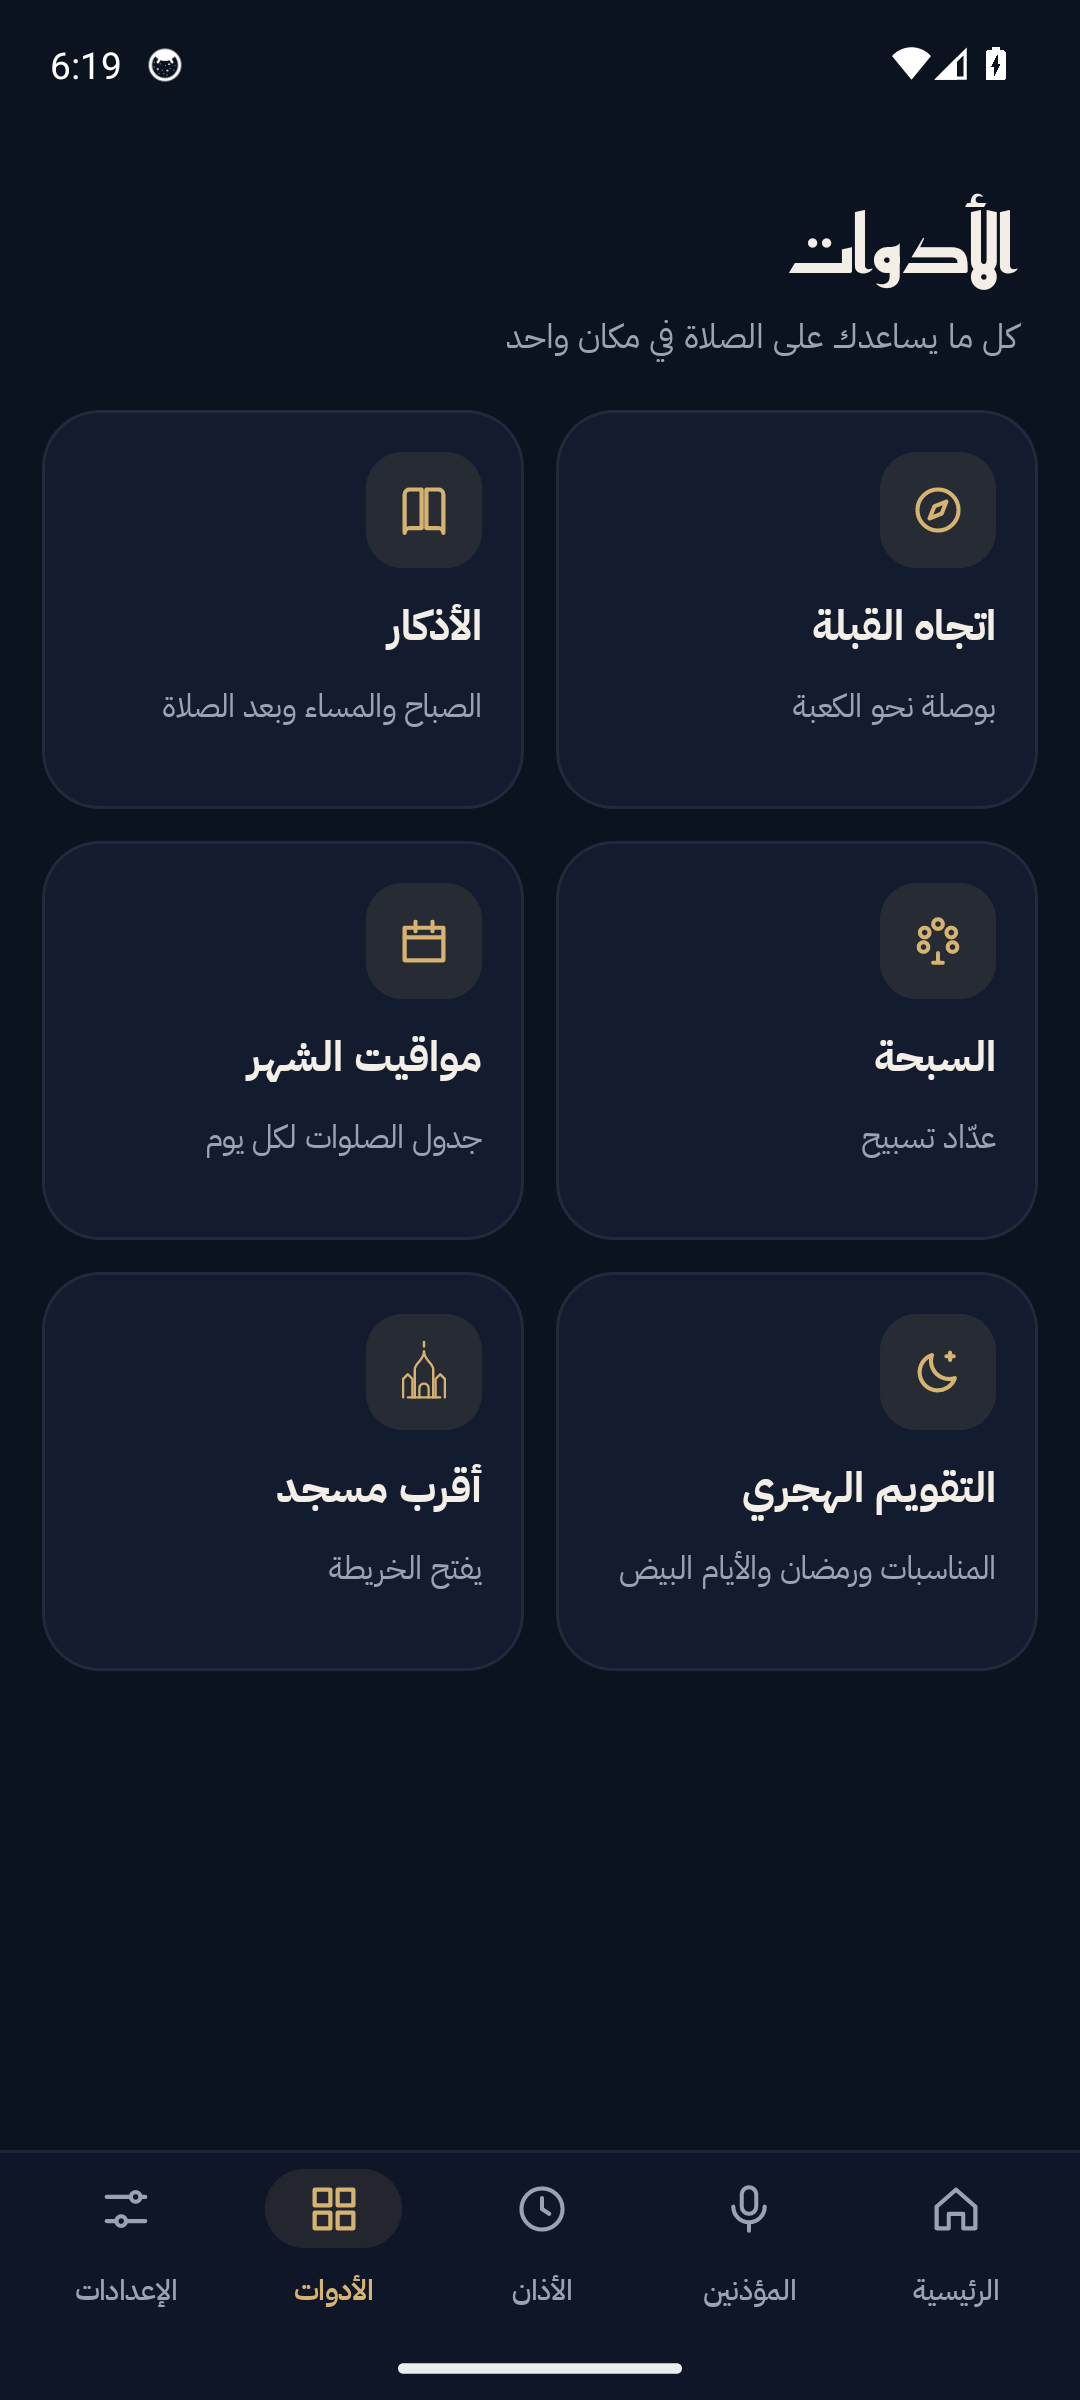 6:19
الأدوات
كل ما يساعدك على الصلاة في مكان واحد
اتجاه القبلة
بوصلة نحو الكعبة
الأذكار
الصباح والمساء وبعد الصلاة
السبحة
عدّاد تسبيح
مواقيت الشهر
جدول الصلوات لكل يوم
التقويم الهجري
المناسبات ورمضان والأيام البيض
أقرب مسجد
يفتح الخريطة
الرئيسية
المؤذنين
الأذان
الأدوات
الإعدادات